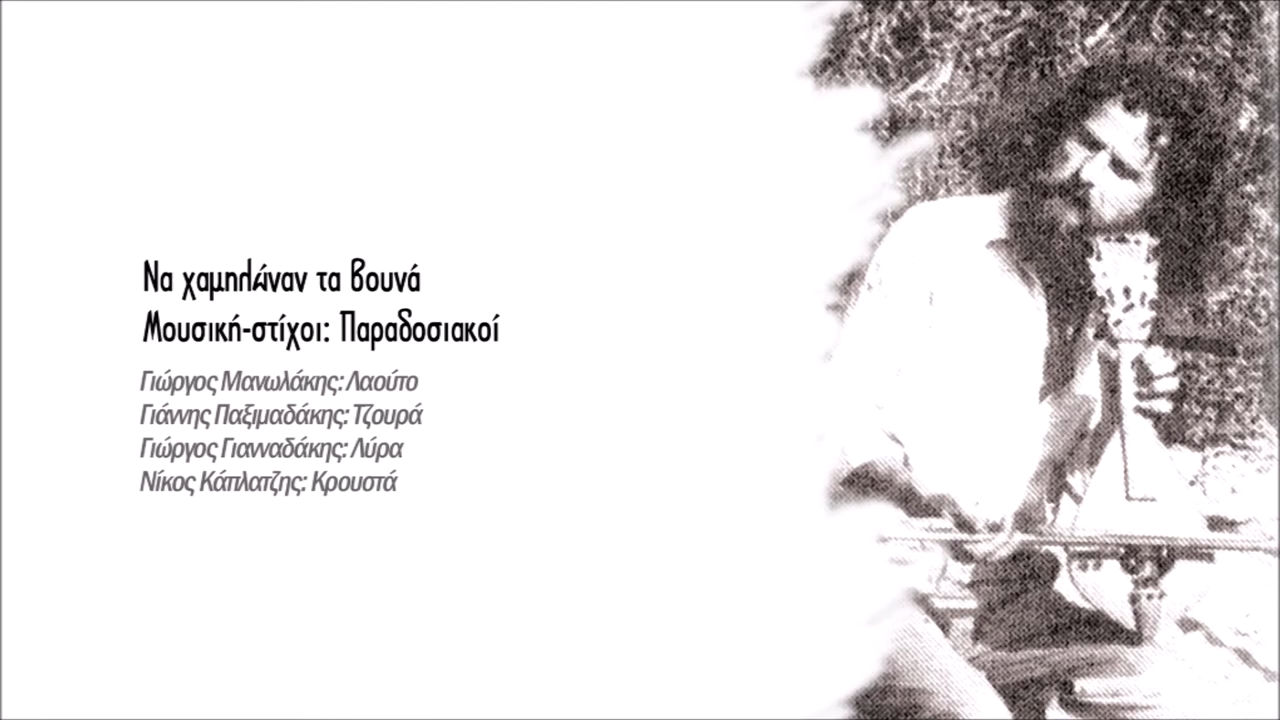 Να χαμηλώναν τα βουνά
Μουσική-στίχοι: Παραδοσιακοί
Γιώργος Μανωλάκης: Λαούτο
Γιάννης Παξιμαδάκης: Τζουρά
Γιώργος Γιανναδάκης: Λύρα
Νίκος Κάπλατζης: Κρουστά